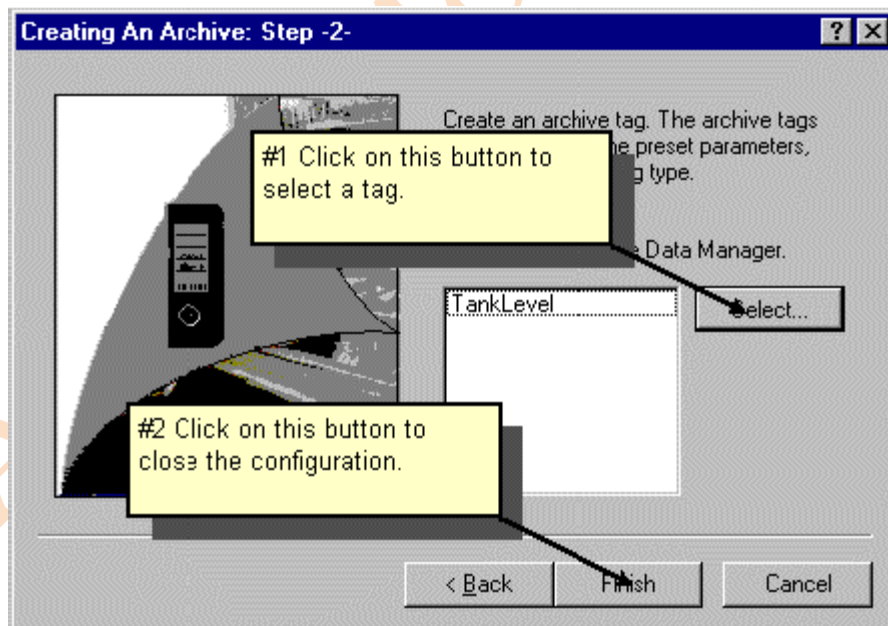 Creating An Archive: Step -2-
Create an archive tag. The archive tags
#1 Click on this button to
select a tag.
preset parameters,
type.
Data Manager.
TankLevel
Select...
#2 Click on this button to
close the configuration.
< Back
Finish
Cancel